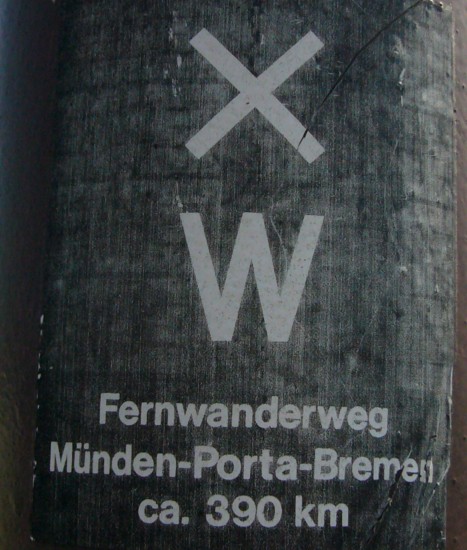 X
W
Fernwanderweg
Münden-Porta-Bremen
ca. 390 km